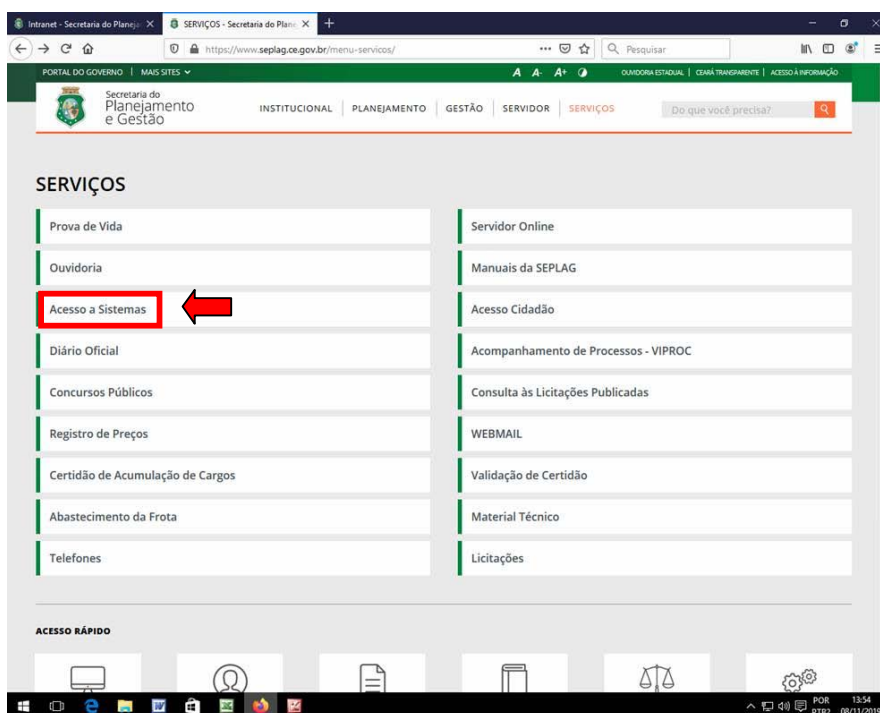 Intranet - Secretaria do Planeja
SERVIÇOS - Secretaria do Plane
https://www.seplag.ce.gov.br/menu-servicos/
Pesquisar
PORTAL DO GOVERNO | MAIS SITES
A A- A+
OUVIDORIA ESTADUAL | CEARÁ TRANSPARENTE | ACESSO À INFORMAÇÃO
Secretaria do
Planejamento
e Gestão
INSTITUCIONAL | PLANEJAMENTO | GESTÃO | SERVIDOR | SERVIÇOS
Do que você precisa?
SERVIÇOS
Prova de Vida
Servidor Online
Ouvidoria
Manuais da SEPLAG
Acesso a Sistemas
Acesso Cidadão
Diário Oficial
Acompanhamento de Processos - VIPROC
Concursos Públicos
Consulta às Licitações Publicadas
Registro de Preços
WEBMAIL
Certidão de Acumulação de Cargos
Validação de Certidão
Abastecimento da Frota
Material Técnico
Telefones
Licitações
ACESSO RÁPIDO
POR
PTB2
13:54
08/11/2019